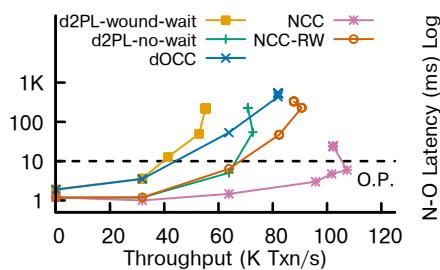 d2PL-wound-wait
d2PL-no-wait
dOCC
NCC
NCC-RW
1K
100
10
1
O.P.
0 20 40 60 80 100 120
Throughput (K Txn/s)
N-O Latency (ms) Log